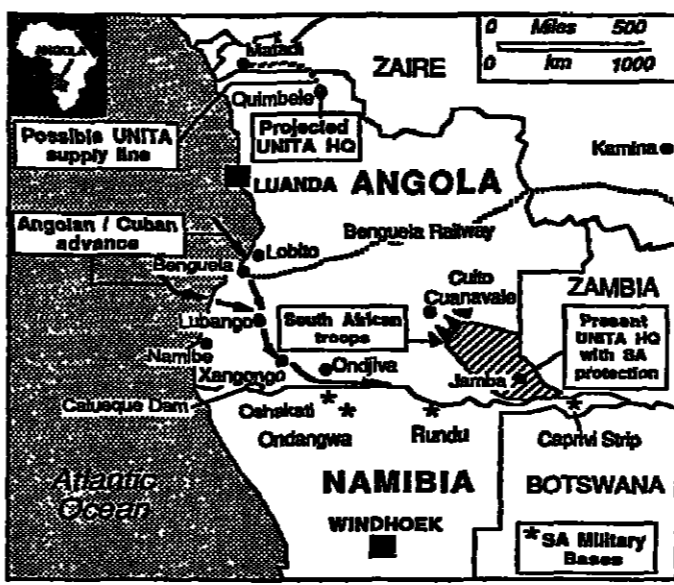 ANGOLA
0 Miles 500
0 km 1000
Matadi
ZAIRE
Quimbele
Possible UNITA
supply line
Projected
UNITA HQ
Kamina
LUANDA
ANGOLA
Angolan / Cuban
advance
Lobito
Benguela Railway
Benguela
Cuito
Cuanavale
ZAMBIA
Lubango
South African
troops
Present
UNITA HQ
with SA
protection
Namibe
Xangongo
Ondjiva
Jamba
Calueque Dam
Oshakati
Ondangwa
Rundu
Caprivi Strip
Atlantic
Ocean
NAMIBIA
BOTSWANA
WINDHOEK
* SA Military
Bases